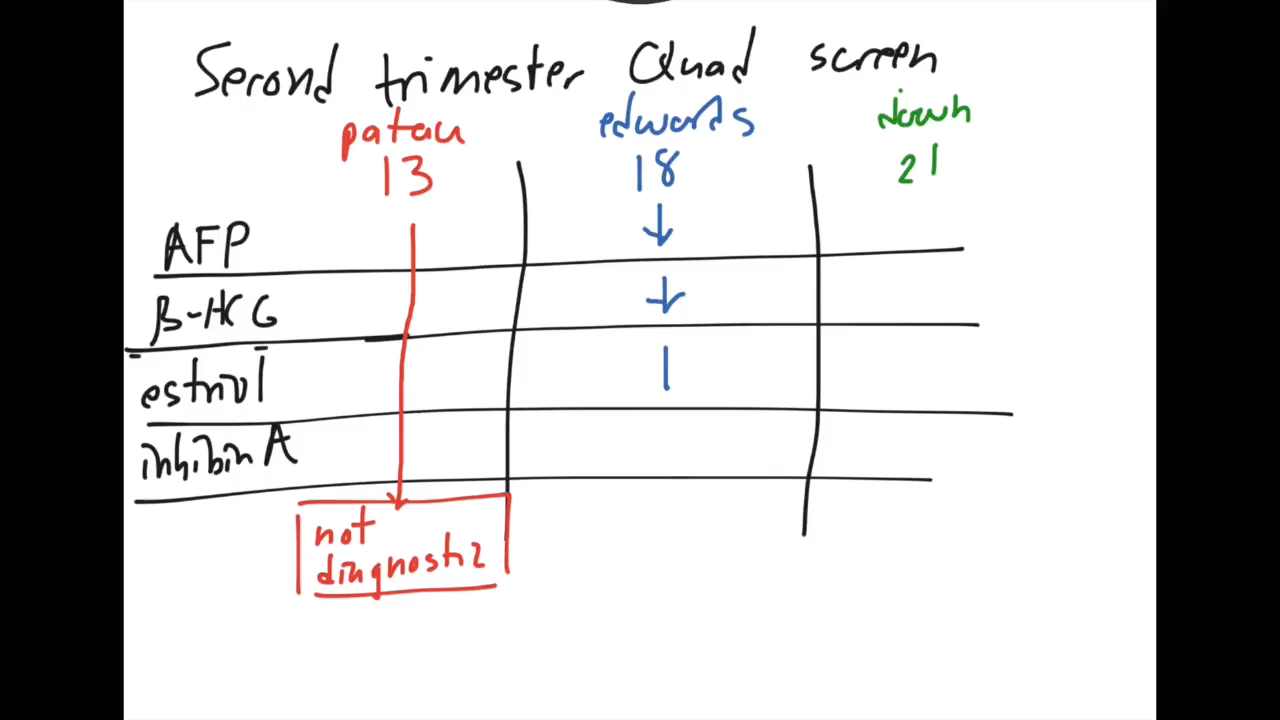 Second trimester Quad screen
patau edwards down
13 18 21
AFP ↓
β-HCG ↓
estriol
inhibin A
not
diagnostic